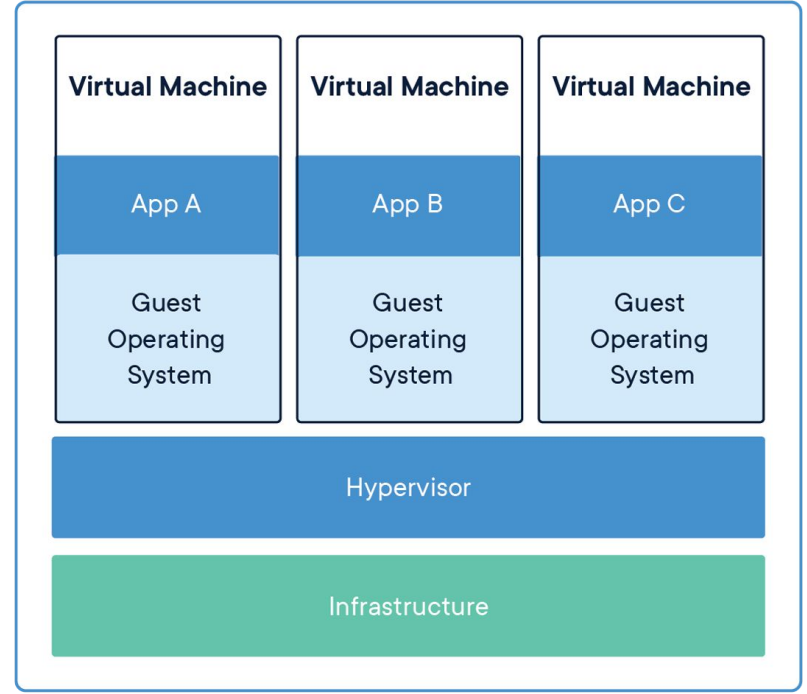 Virtual Machine
App A
Guest
Operating
System
Virtual Machine
App B
Guest
Operating
System
Virtual Machine
App C
Guest
Operating
System
Hypervisor
Infrastructure